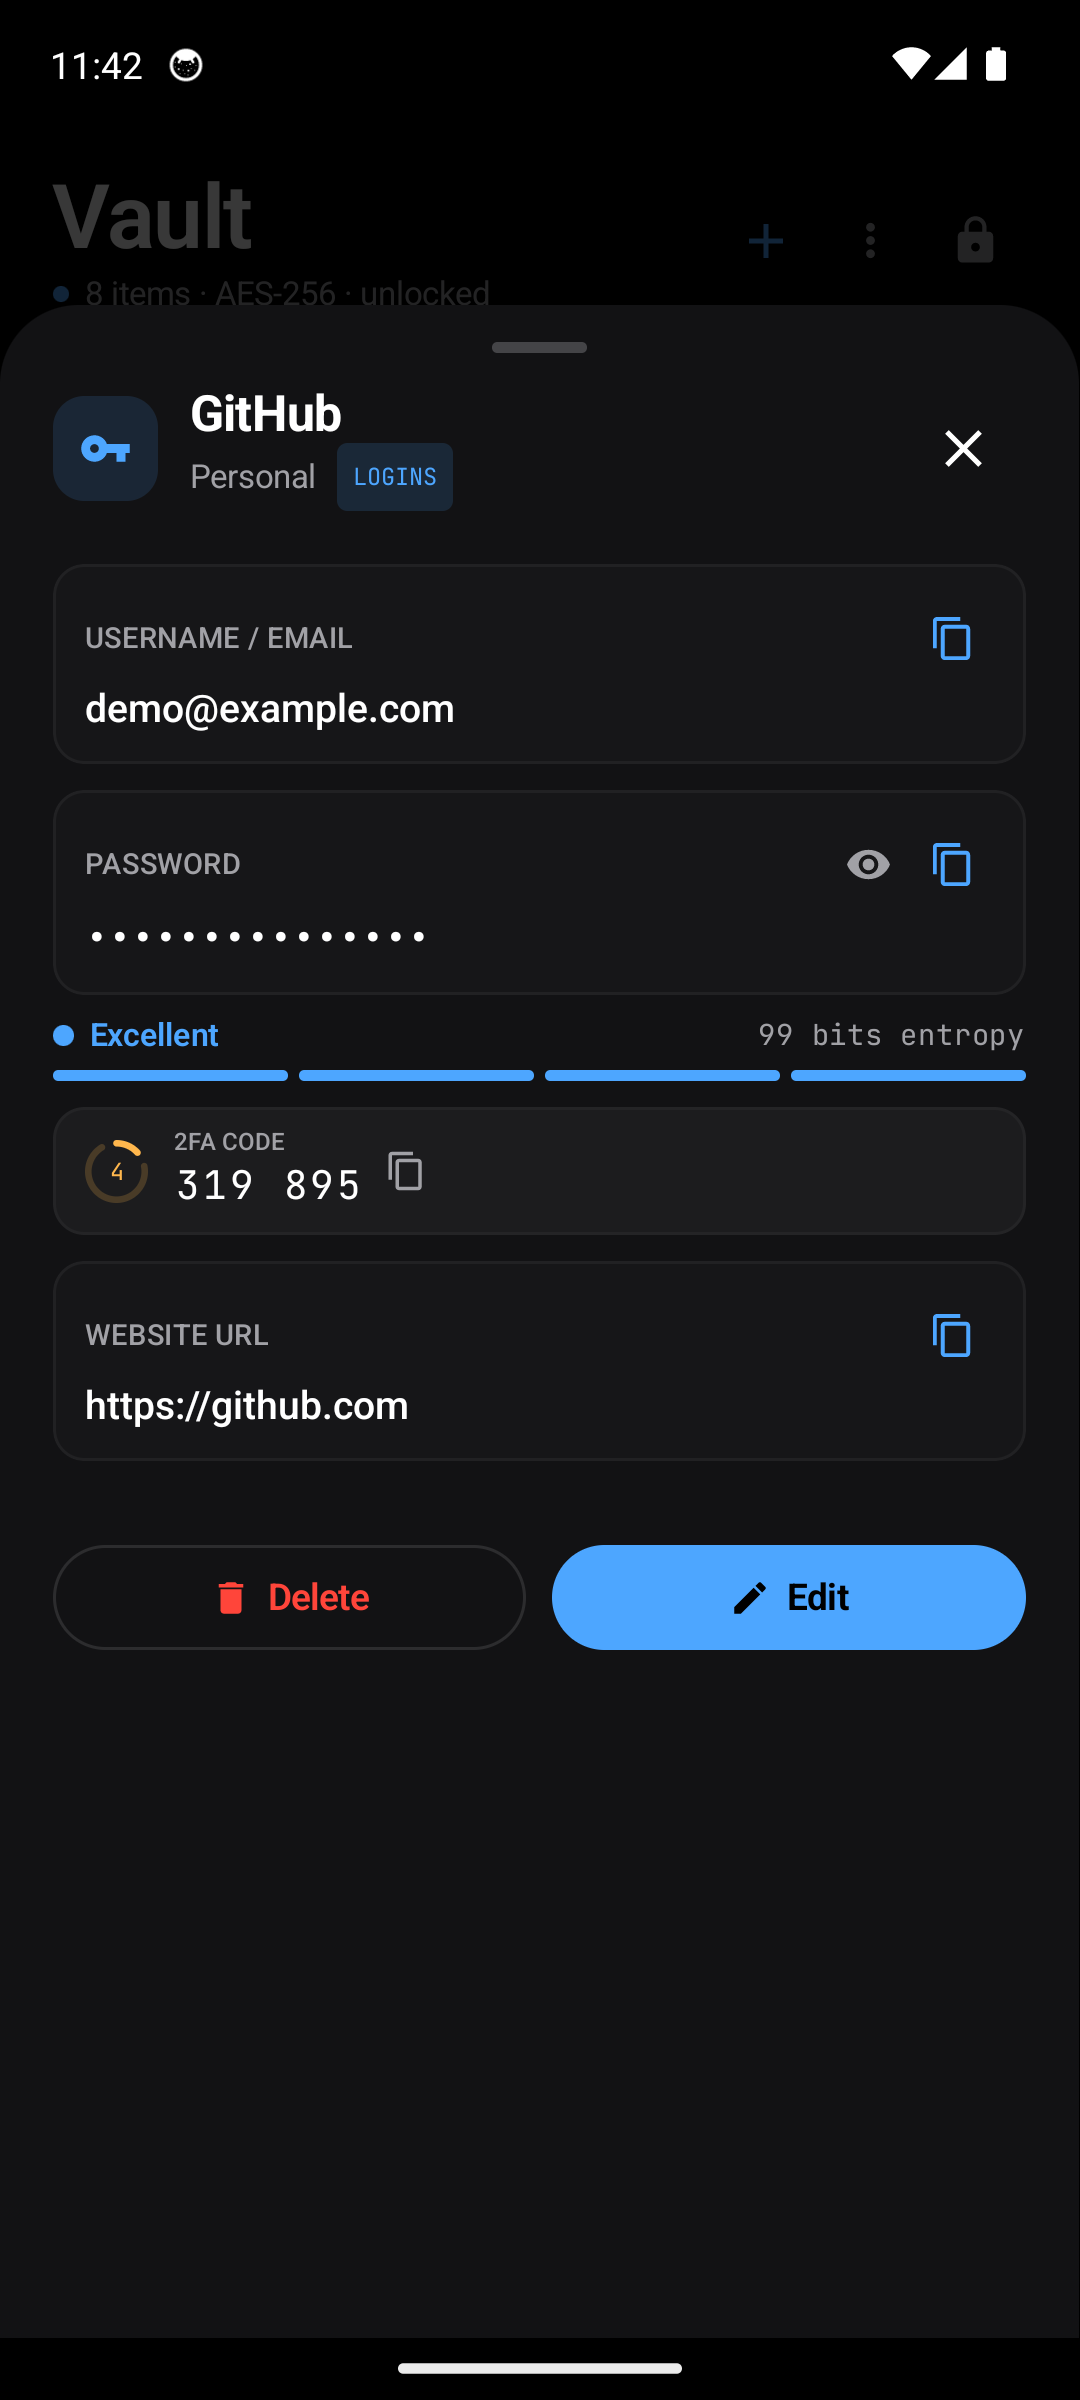 11:42
Vault
8 items · AES-256 · unlocked
GitHub
Personal LOGINS
USERNAME / EMAIL
demo@example.com
PASSWORD
•••••••••••••••
Excellent 99 bits entropy
2FA CODE
4 319 895
WEBSITE URL
https://github.com
Delete Edit